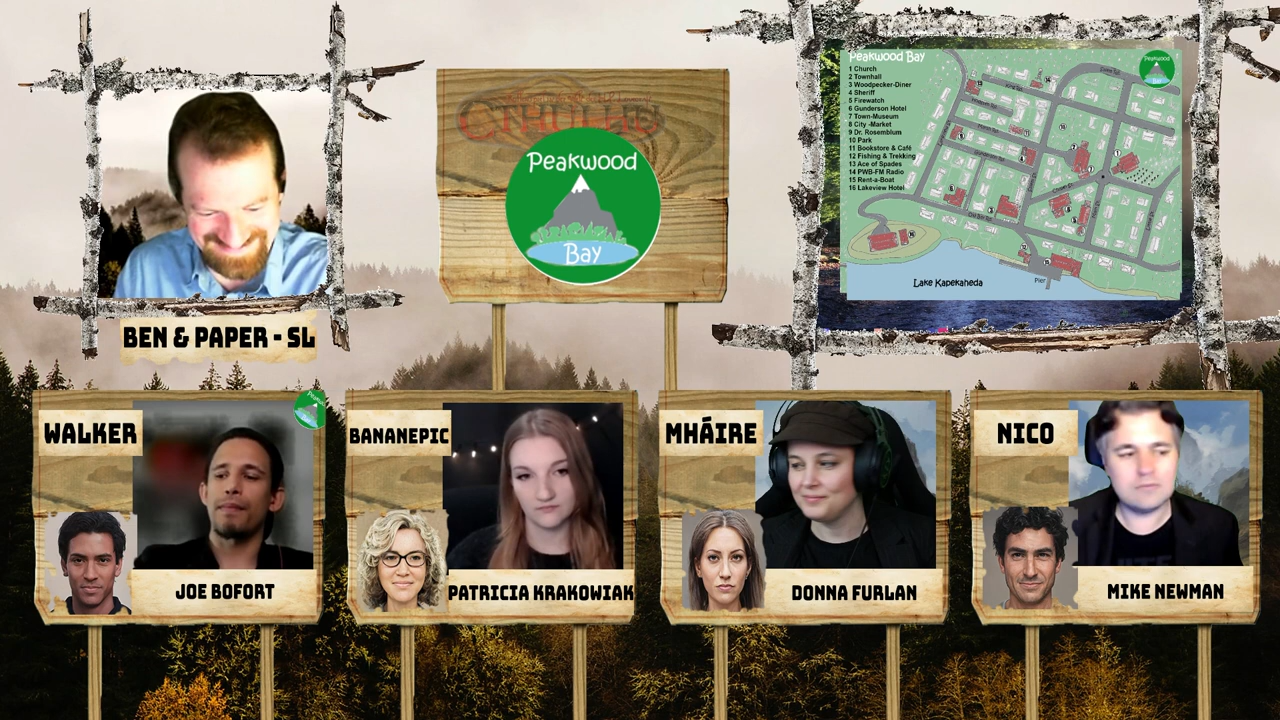 CTHULHU
Peakwood
Bay
BEN & PAPER - SL
Peakwood Bay
1 Church
2 Townhall
3 Woodpecker-Diner
4 Sheriff
5 Firewatch
6 Gunderson Hotel
7 Town-Museum
8 City -Market
9 Dr. Rosemblum
10 Park
11 Bookstore & Café
12 Fishing & Trekking
13 Ace of Spades
14 PWB-FM Radio
15 Rent-a-Boat
16 Lakeview Hotel
Peakwood
Bay
Lake Kapekaheda
Pier
WALKER
JOE BOFORT
BANANEPIC
PATRICIA KRAKOWIAK
MHÁIRE
DONNA FURLAN
NICO
MIKE NEWMAN